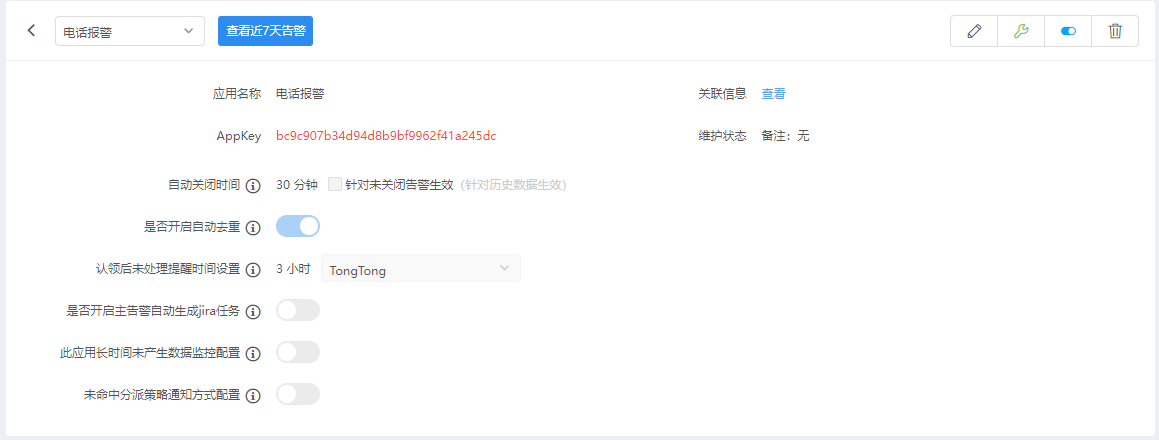 电话报警 查看近7天告警
应用名称 电话报警 关联信息 查看
AppKey bc9c907b34d94d8b9bf9962f41a245dc 维护状态 备注：无
自动关闭时间 30 分钟 针对未关闭告警生效 (针对历史数据生效)
是否开启自动去重
认领后未处理提醒时间设置 3 小时 TongTong
是否开启主告警自动生成jira任务
此应用长时间未产生数据监控配置
未命中分派策略通知方式配置